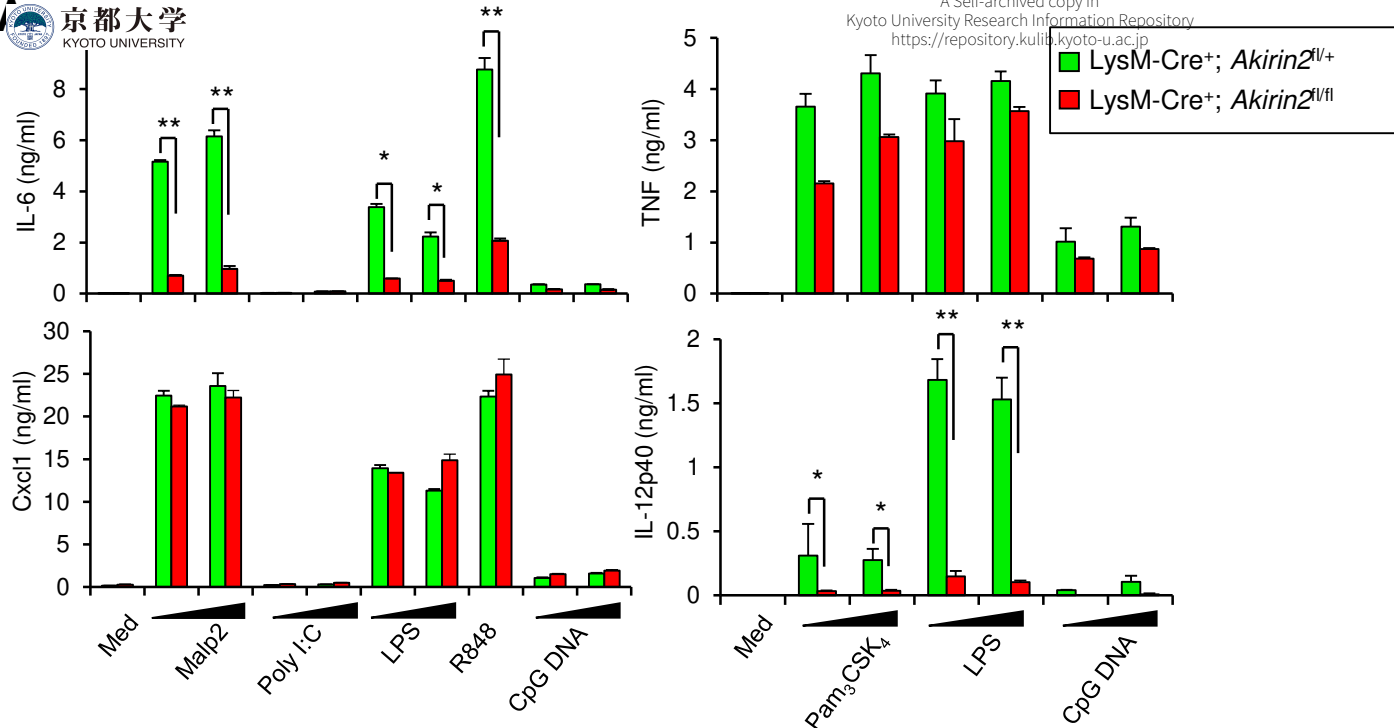 京都大学
KYOTO UNIVERSITY
A Self-archived copy in
Kyoto University Research Information Repository
https://repository.kulib.kyoto-u.ac.jp
LysM-Cre+; Akirin2fl/+
LysM-Cre+; Akirin2fl/fl
IL-6 (ng/ml)
8
6
4
2
0
**
**
*
*
**
TNF (ng/ml)
5
4
3
2
1
0
Cxcl1 (ng/ml)
30
25
20
15
10
5
0
Med
Malp2
Poly I:C
LPS
R848
CpG DNA
IL-12p40 (ng/ml)
2
1.5
1
0.5
0
*
*
**
**
Med
Pam3CSK4
LPS
CpG DNA